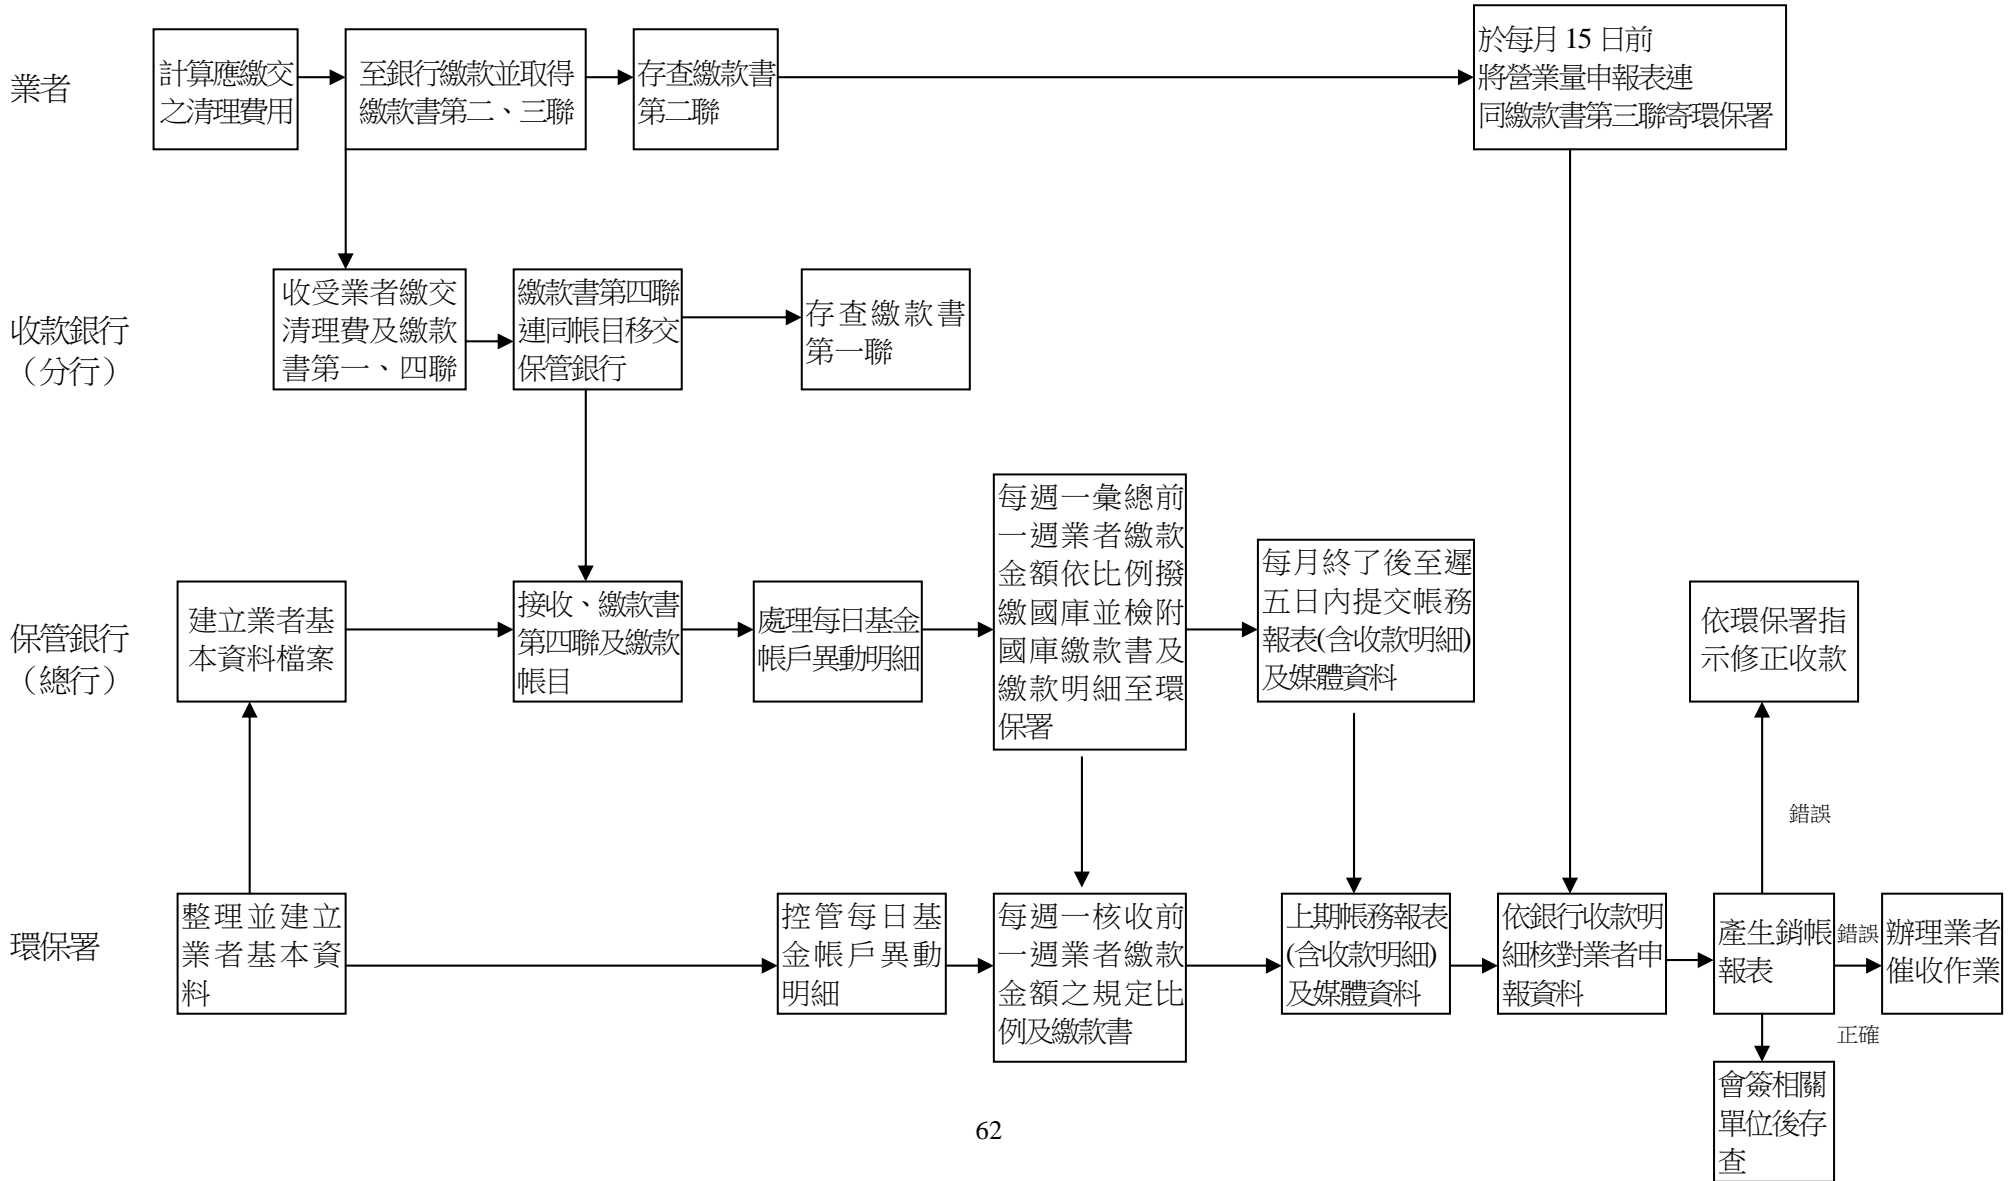 業者
計算應繳交
之清理費用
至銀行繳款並取得
繳款書第二、三聯
存查繳款書
第二聯
於每月 15 日前
將營業量申報表連
同繳款書第三聯寄環保署
收款銀行
（分行）
收受業者繳交
清理費及繳款
書第一、四聯
繳款書第四聯
連同帳目移交
保管銀行
存查繳款書
第一聯
保管銀行
（總行）
建立業者基
本資料檔案
接收、繳款書
第四聯及繳款
帳目
處理每日基金
帳戶異動明細
每週一彙總前
一週業者繳款
金額依比例撥
繳國庫並檢附
國庫繳款書及
繳款明細至環
保署
每月終了後至遲
五日內提交帳務
報表(含收款明細)
及媒體資料
依環保署指
示修正收款
錯誤
環保署
整理並建立
業者基本資
料
控管每日基
金帳戶異動
明細
每週一核收前
一週業者繳款
金額之規定比
例及繳款書
上期帳務報表
(含收款明細)
及媒體資料
依銀行收款明
細核對業者申
報資料
產生銷帳
報表
錯誤
辦理業者
催收作業
正確
會簽相關
單位後存
查
62